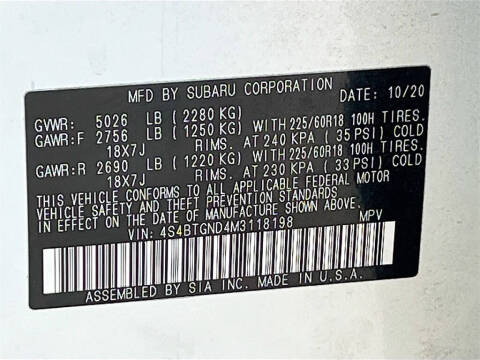 MFD BY SUBARU CORPORATION DATE: 10/20
GVWR: 5026 LB (2280 KG)
GAWR:F 2756 LB (1250 KG) WITH 225/60R18 100H TIRES.
18X7J RIMS. AT 240 KPA (35 PSI) COLD
GAWR:R 2690 LB (1220 KG) WITH 225/60R18 100H TIRES.
18X7J RIMS. AT 230 KPA (33 PSI) COLD
THIS VEHICLE CONFORMS TO ALL APPLICABLE FEDERAL MOTOR
VEHICLE SAFETY AND THEFT PREVENTION STANDARDS
IN EFFECT ON THE DATE OF MANUFACTURE SHOWN ABOVE.
VIN: 4S4BTGND4M3118198 MPV
ASSEMBLED BY SIA INC. MADE IN U.S.A.